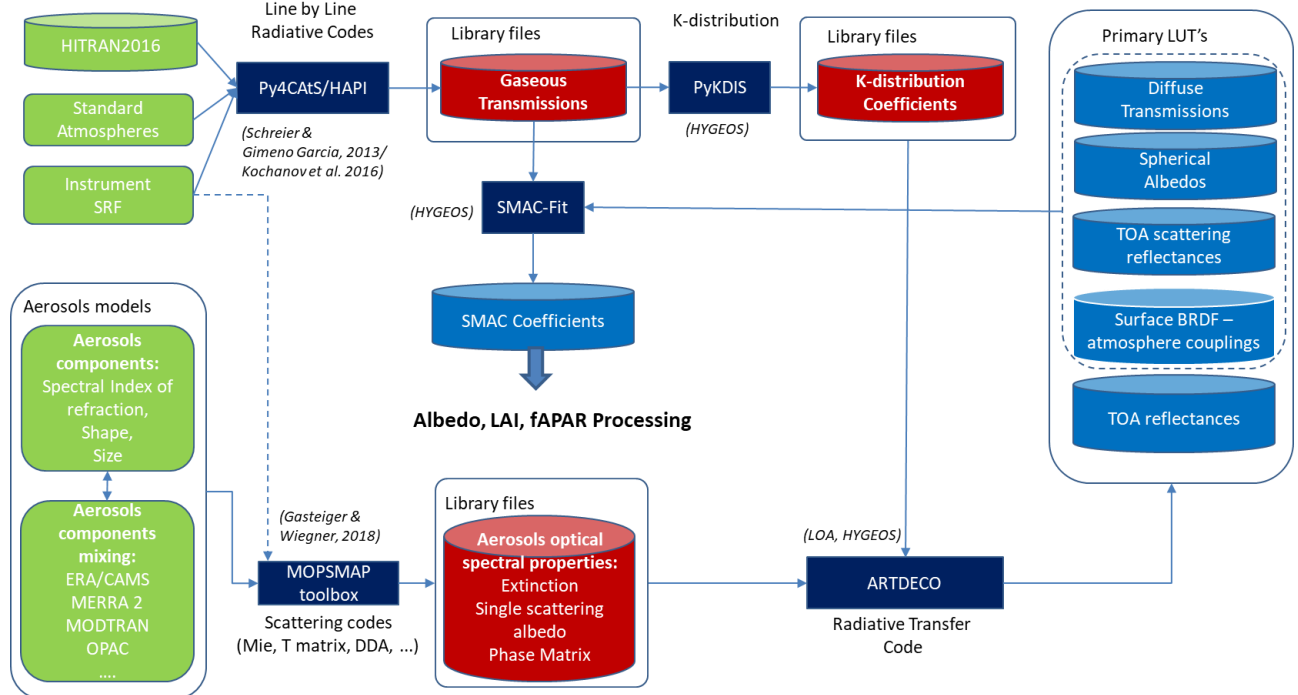 Line by Line
Radiative Codes
HITRAN2016
Standard
Atmospheres
Instrument
SRF
Py4CAtS/HAPI
(Schreier &
Gimeno Garcia, 2013/
Kochanov et al. 2016)
Library files
Gaseous
Transmissions
K-distribution
PyKDIS
(HYGEOS)
Library files
K-distribution
Coefficients
Primary LUT's
Diffuse
Transmissions
Spherical
Albedos
TOA scattering
reflectances
Surface BRDF –
atmosphere couplings
TOA reflectances
(HYGEOS)
SMAC-Fit
SMAC Coefficients
Albedo, LAI, fAPAR Processing
Aerosols models
Aerosols
components:
Spectral Index of
refraction,
Shape,
Size
Aerosols
components
mixing:
ERA/CAMS
MERRA 2
MODTRAN
OPAC
....
(Gasteiger &
Wiegner, 2018)
MOPSMAP
toolbox
Scattering codes
(Mie, T matrix, DDA, ...)
Library files
Aerosols optical
spectral properties:
Extinction
Single scattering
albedo
Phase Matrix
(LOA, HYGEOS)
ARTDECO
Radiative Transfer
Code